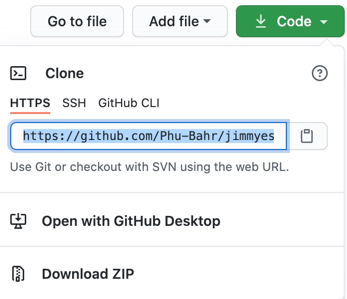 Go to file Add file Code
Clone
HTTPS SSH GitHub CLI
https://github.com/Phu-Bahr/jimmyes
Use Git or checkout with SVN using the web URL.
Open with GitHub Desktop
Download ZIP